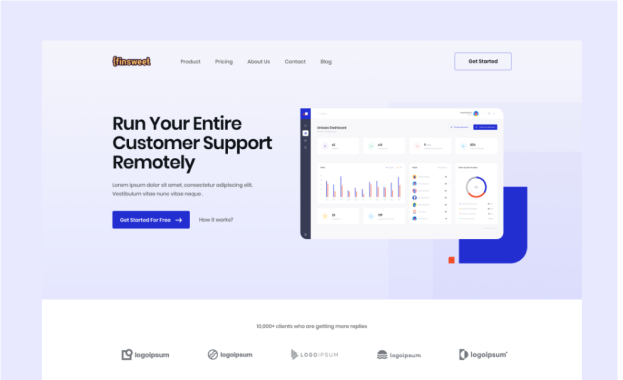 {finsweet
Product
Pricing
About Us
Contact
Blog
Get Started
Run Your Entire
Customer Support
Remotely
Lorem ipsum dolor sit amet, consectetur adipiscing elit.
Vestibulum vitae nunc vitae neque.
Get Started For Free
How it works?
10,000+ clients who are getting more replies
logoipsum
logoipsum
LOGOIPSUM
logoipsum
logoipsum